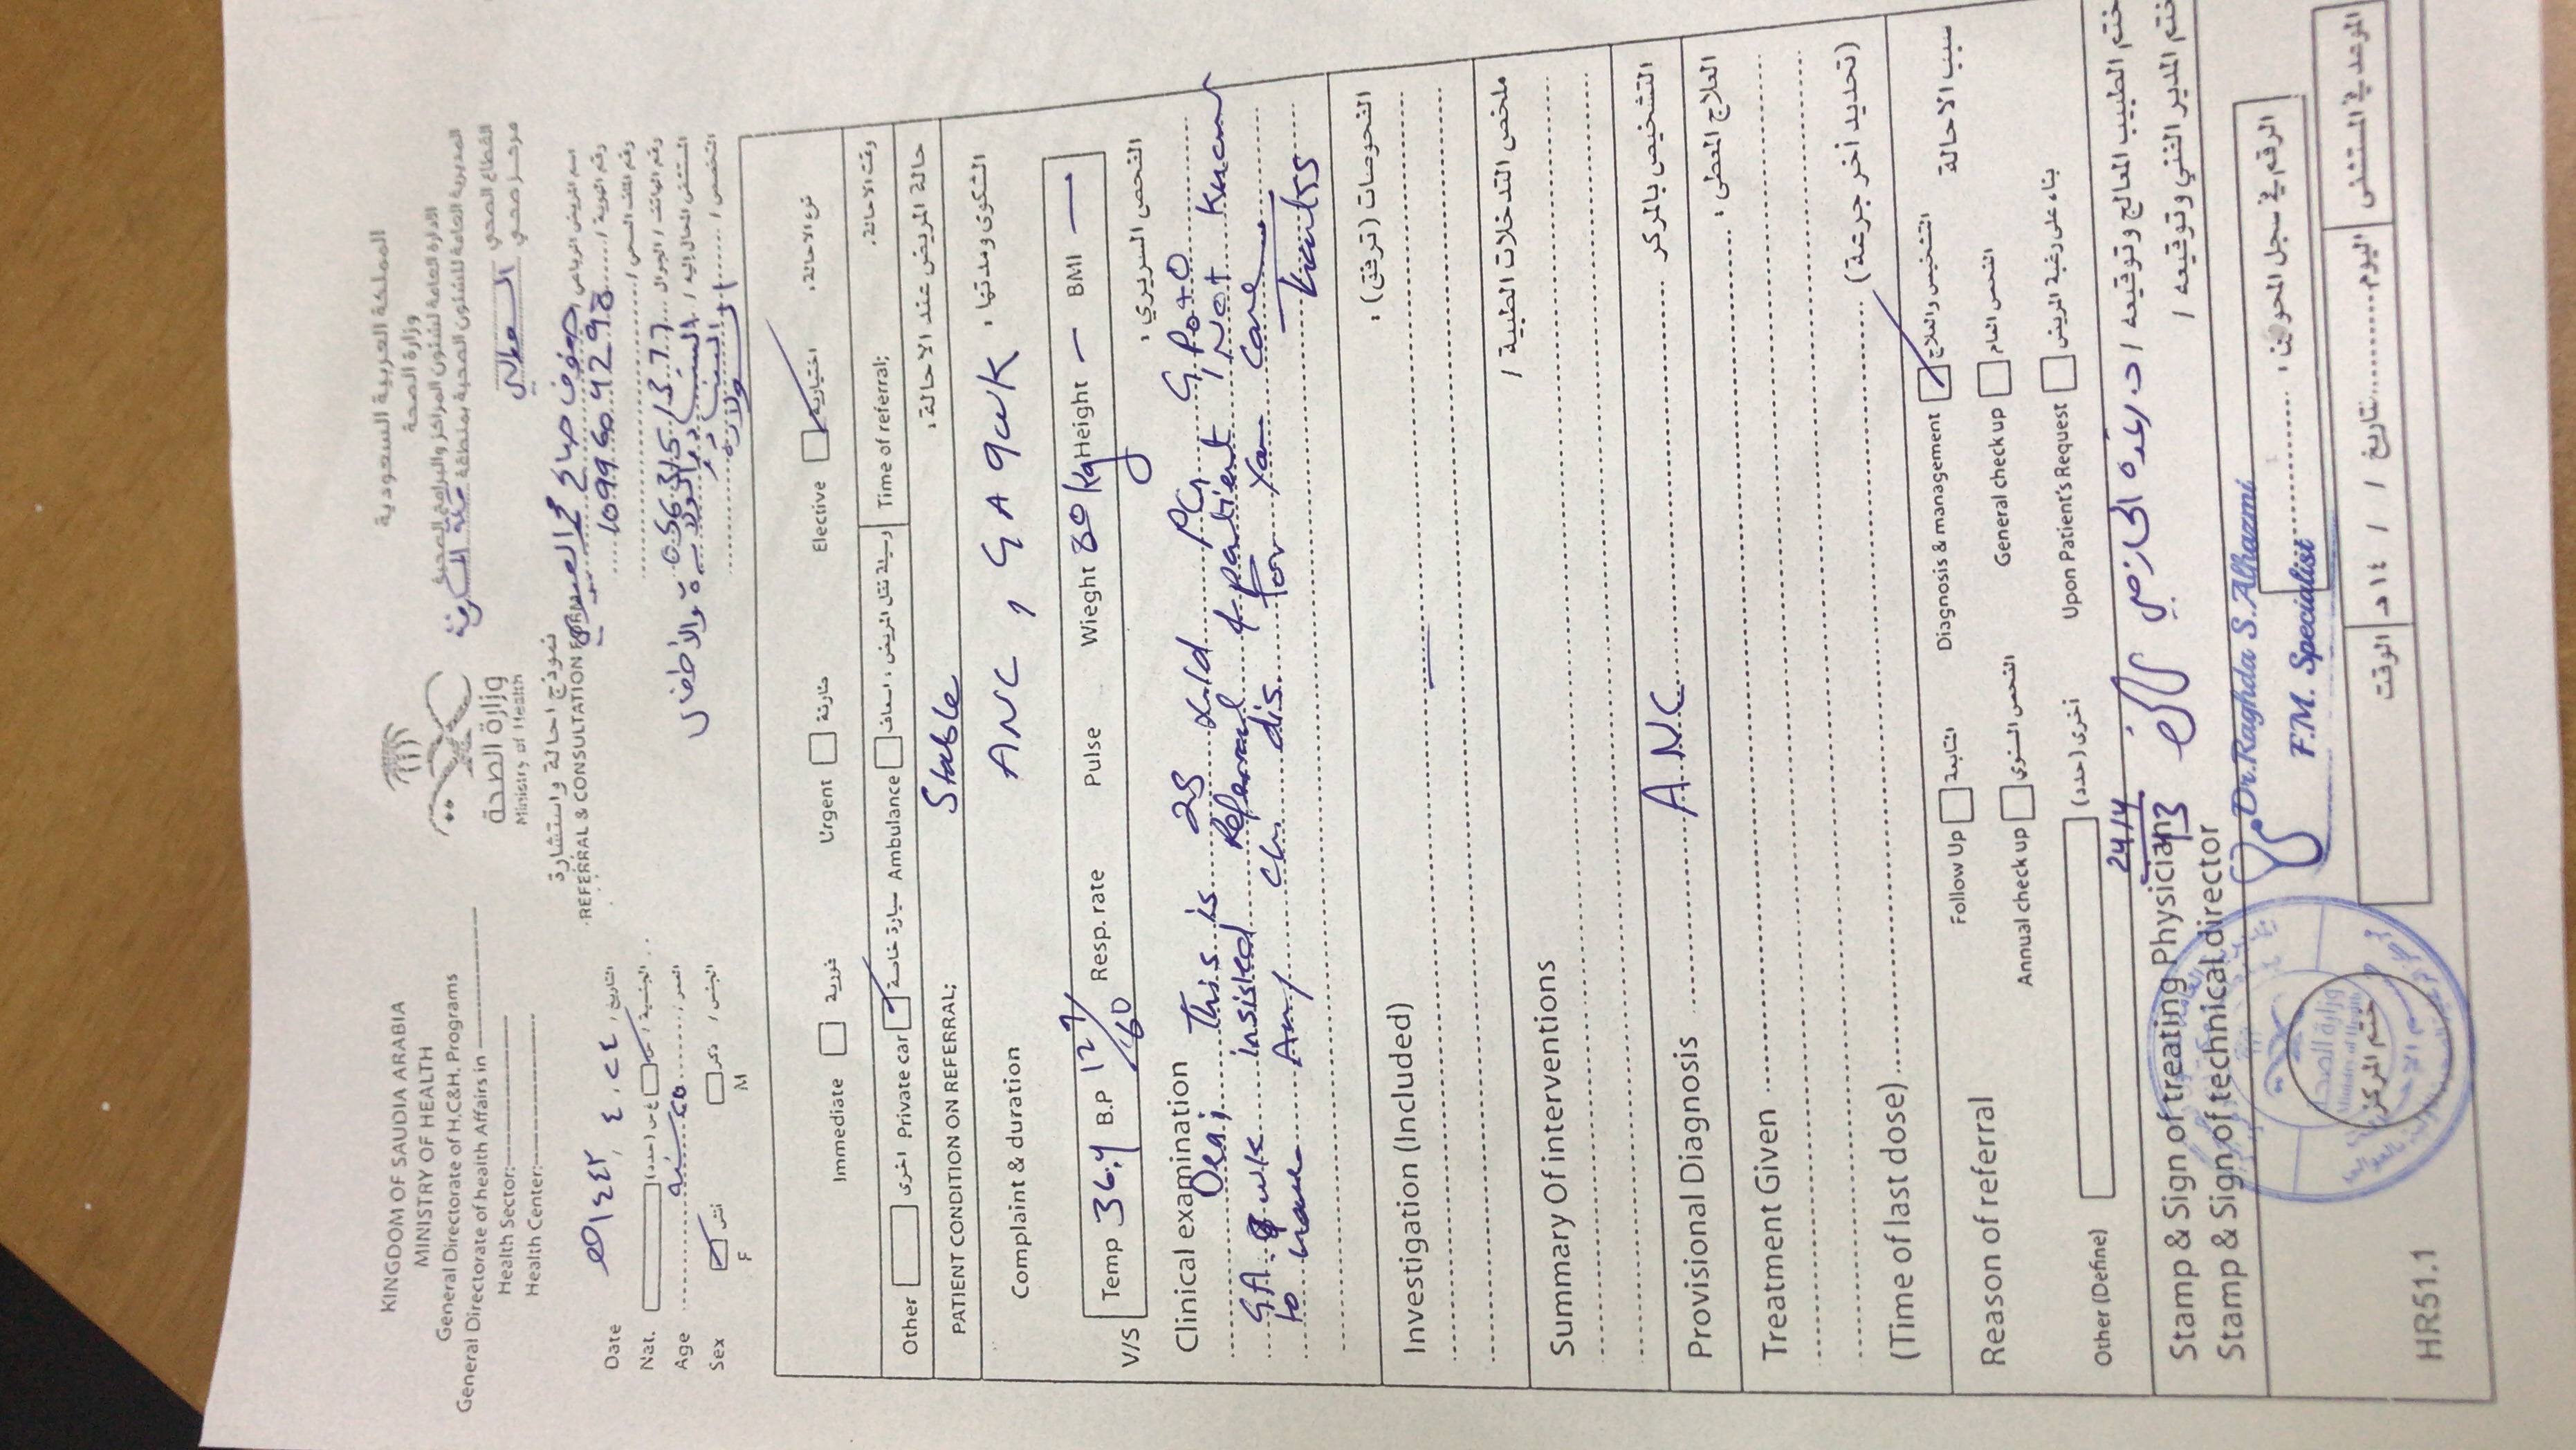 KINGDOM OF SAUDIA ARABIA
MINISTRY OF HEALTH
General Directorate of H.C&H. Programs
General Directorate of health Affairs in
Health Sector:
Health Center:
وزارة الصحة
Ministry of Health
نموذج احالة واستشارة
REFERRAL & CONSULTATION FORM
المملكة العربية السعودية
وزارة الصحة
الادارة العامة لشئون المراكز والبرامج الصحية
المديرية العامة للشئون الصحية بمنطقة مكة المكرمة
القطاع الصحي
مركز صحي
اسم المريض الرباعي / صالح محمد
رقم الهوية /
رقم الملف الصحي /
رقم الهاتف / الجوال
المستشفى المحال إليه / النساء والولادة والأطفال
التخصص / النساء و الولادة
Date ٢٤ / ٤ / ١٤٤٢ هـ التاريخ /
Nat. غ س (حدد) س الجنسية /
Age سنة العمر /
Sex أنثى ذكر الجنس /
F M
Immediate فورية Urgent طارئة Elective اختيارية نوع الاحالة:
Other اخرى Private car سيارة خاصة Ambulance وسيلة نقل المريض : اسعاف Time of referral; وقت الاحالة:
PATIENT CONDITION ON REFERRAL; Stable حالة المريض عند الاحالة:
Complaint & duration ANC , GA 9wk الشكوى ومدتها:
V/S Temp 36.4 B.P 127/60 Resp. rate Pulse Wieght 80 kg Height — BMI —
Clinical examination الفحص السريري:
Dear; This is PG, G P0+0
GA wk insisted Referral patient Not known
to have Any ch. dis. For your care
Thanks
Investigation (Included) الفحوصات (ترفق):
Summary Of interventions ملخص التدخلات الطبية /
Provisional Diagnosis ANC التشخيص بالمركز
Treatment Given العلاج المعطى:
(Time of last dose) (تحديد أخر جرعة)
Reason of referral سبب الاحالة
Follow Up المتابعة Diagnosis & management التشخيص والعلاج
Annual check up الفحص السنوي General check up الفحص العام
Other (Define) أخرى (حدد) Upon Patient's Request بناء على رغبة المريض
24/4
Stamp & Sign of treating Physician ختم الطبيب المعالج وتوقيعه / د. رغده الحازمي
Stamp & Sign of technical director ختم المدير الفني وتوقيعه /
Dr.Raghda S.Alhazmi
F.M. Specialist
الرقم في سجل المحولين:
وزارة الصحة
Ministry of Health
ختم المركز
الموعد في المستشفى اليوم بتاريخ / / ١٤ هـ الوقت
HR51.1